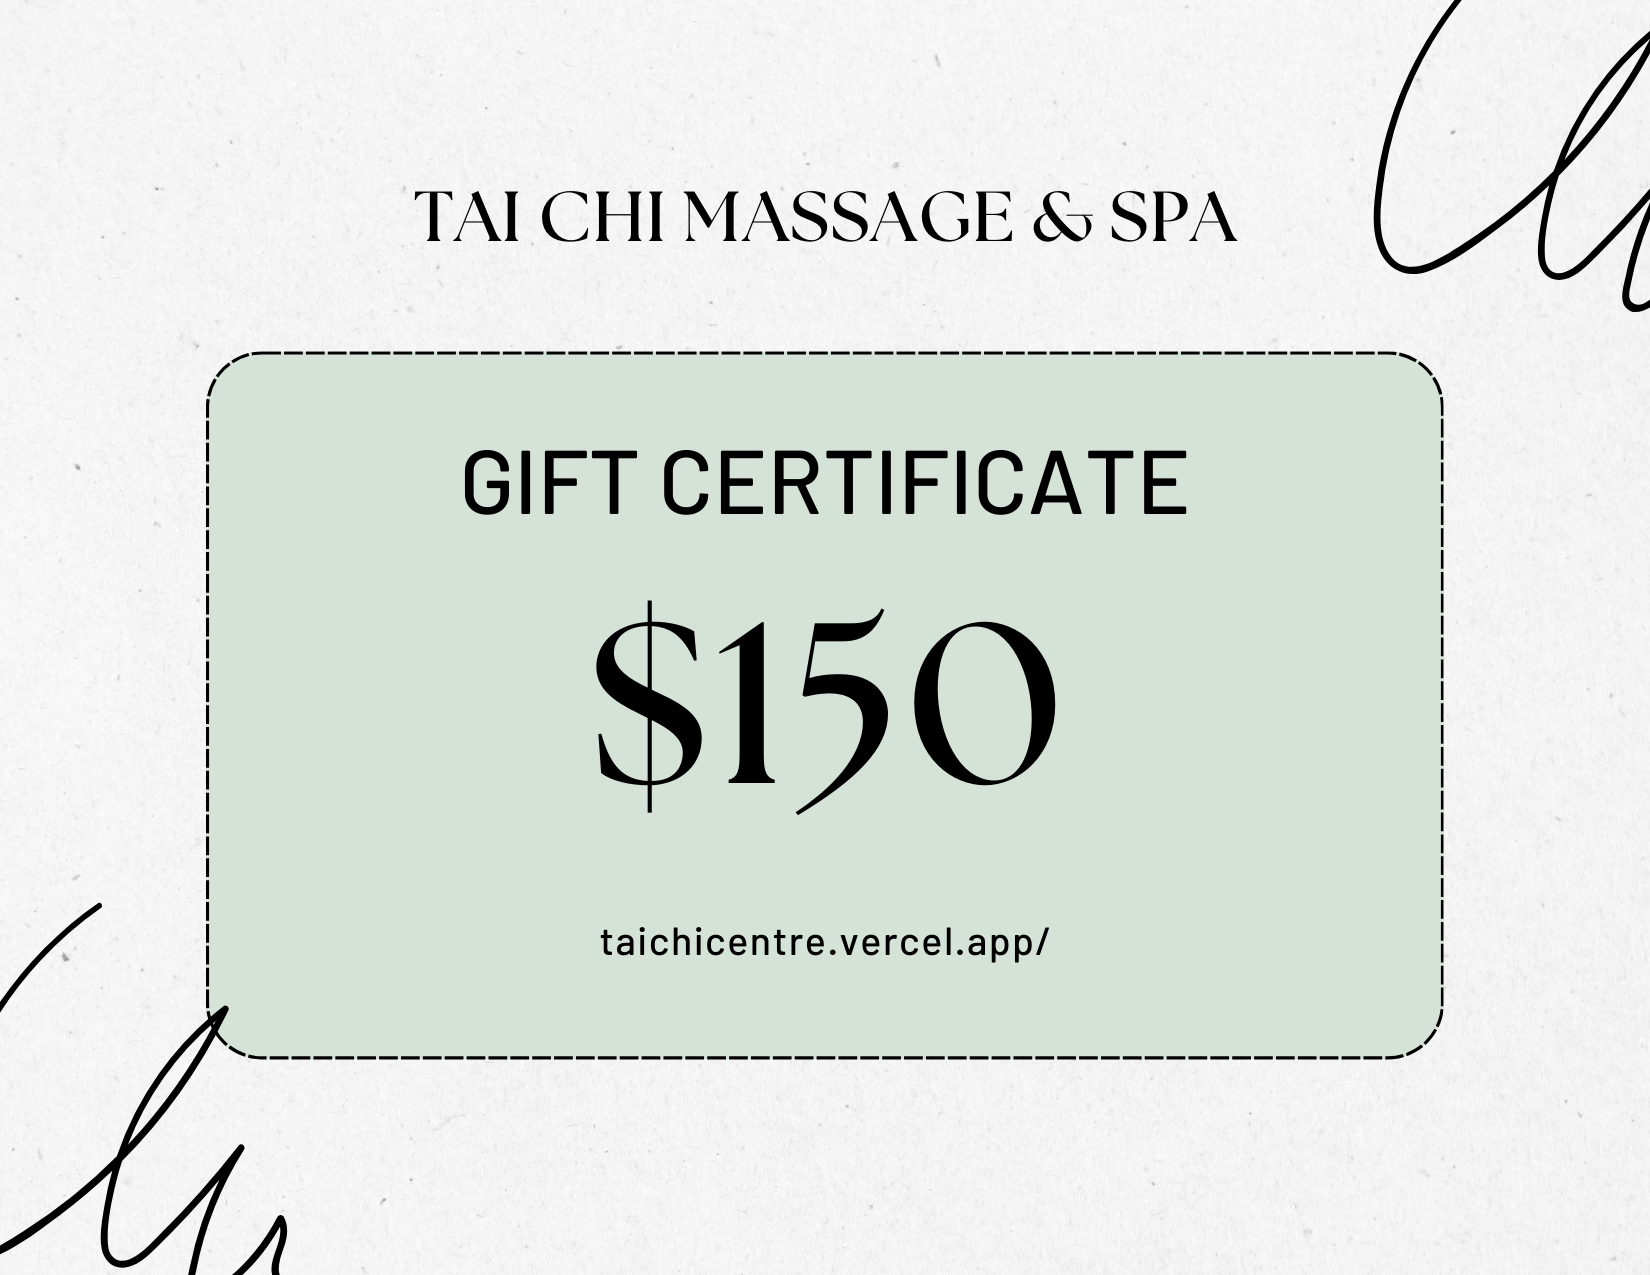 TAI CHI MASSAGE & SPA
GIFT CERTIFICATE
$150
taichicentre.vercel.app/